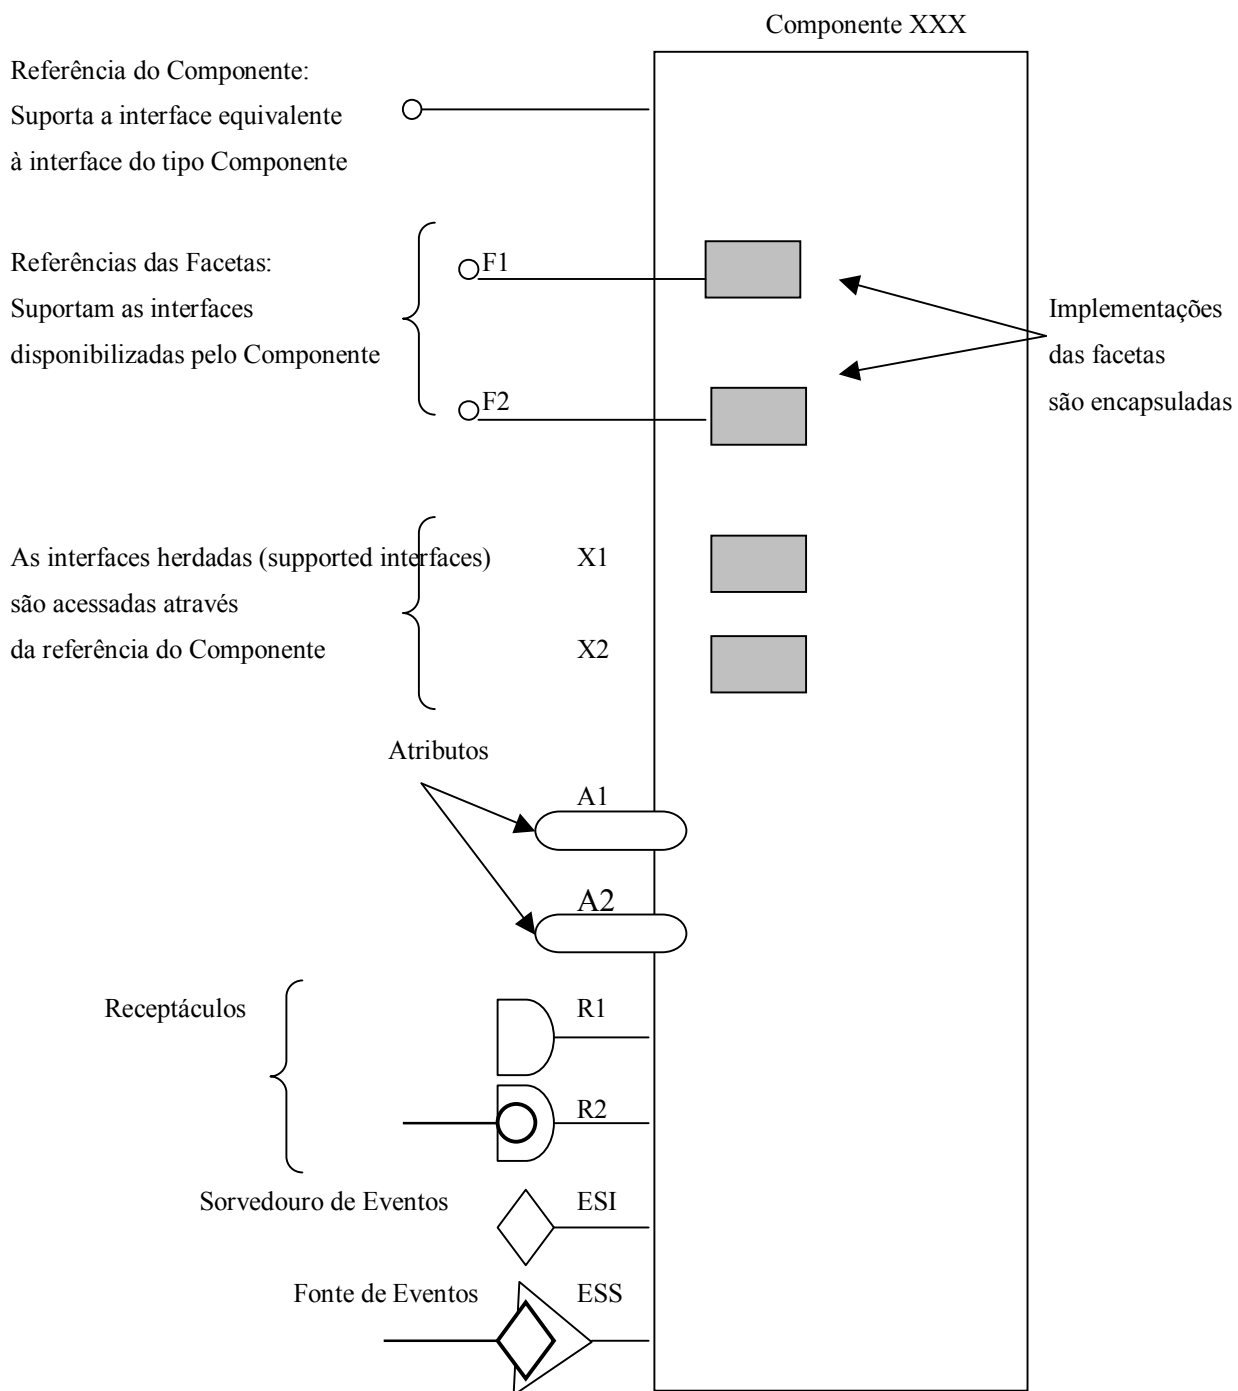 Componente XXX
Referência do Componente:
Suporta a interface equivalente
à interface do tipo Componente
Referências das Facetas:
Suportam as interfaces
disponibilizadas pelo Componente
F1
F2
Implementações
das facetas
são encapsuladas
As interfaces herdadas (supported interfaces)
são acessadas através
da referência do Componente
X1
X2
Atributos
A1
A2
Receptáculos
R1
R2
Sorvedouro de Eventos
ESI
Fonte de Eventos
ESS